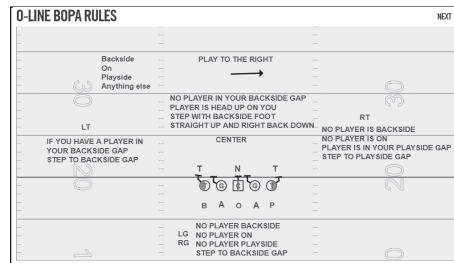 O-LINE BOPA RULES
NEXT
Backside
On
Playside
Anything else
PLAY TO THE RIGHT
30
30
NO PLAYER IN YOUR BACKSIDE GAP
PLAYER IS HEAD UP ON YOU
STEP WITH BACKSIDE FOOT
STRAIGHT UP AND RIGHT BACK DOWN
LT
IF YOU HAVE A PLAYER IN
YOUR BACKSIDE GAP
STEP TO BACKSIDE GAP
CENTER
RT
NO PLAYER IS BACKSIDE
NO PLAYER IS ON
PLAYER IS IN YOUR PLAYSIDE GAP
STEP TO PLAYSIDE GAP
T N T
20
20
T G C G T
B A O A P
LG
RG
NO PLAYER BACKSIDE
NO PLAYER ON
NO PLAYER PLAYSIDE
STEP TO BACKSIDE GAP